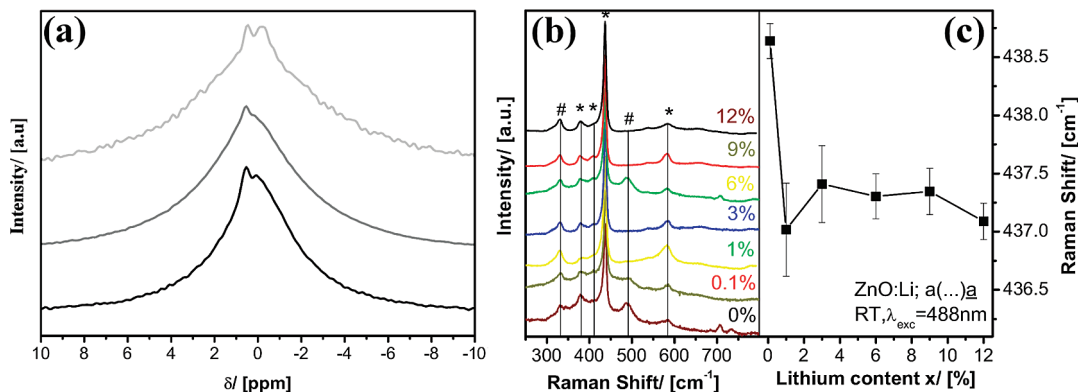 (a)
Intensity/ [a.u]
10 8 6 4 2 0 -2 -4 -6 -8 -10
δ/ [ppm]
(b)
Intensity/ [a.u.]
# * * * # *
12%
9%
6%
3%
1%
0.1%
0%
300 400 500 600 700
Raman Shift/ [cm-1]
(c)
438.5
438.0
437.5
437.0
436.5
Raman Shift/ [cm-1]
ZnO:Li; a(...)a
RT,λexc=488nm
0 2 4 6 8 10 12
Lithium content x/ [%]